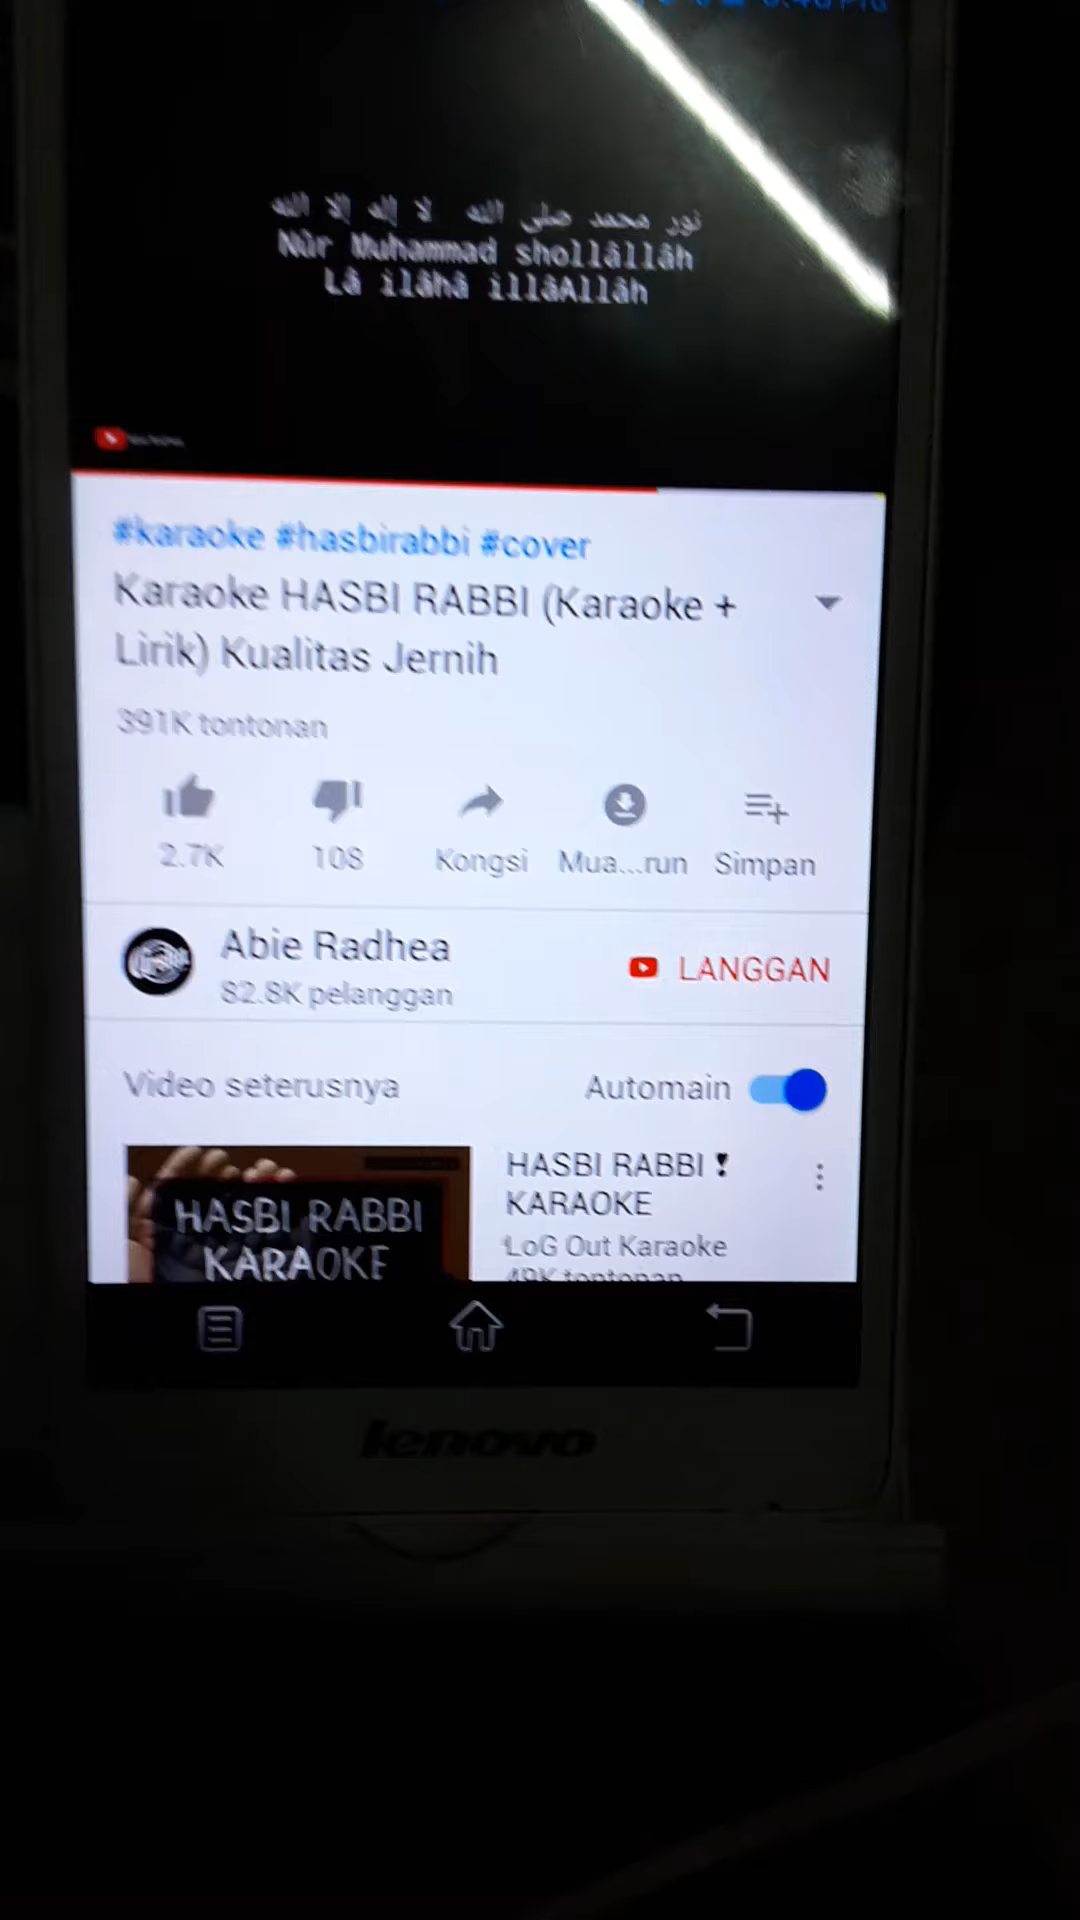 نور محمد صلى الله لا إله إلا الله
Nûr Muhammad shollâllâh
Lâ ilâhâ illâAllâh
#karaoke #hasbirabbi #cover
Karaoke HASBI RABBI (Karaoke +
Lirik) Kualitas Jernih
391K tontonan
2.7K 108 Kongsi Mua...run Simpan
Abie Radhea
LANGGAN
82.8K pelanggan
Video seterusnya Automain
HASBI RABBI
KARAOKE
HASBI RABBI ❣
KARAOKE
LoG Out Karaoke
49K tontonan
lenovo